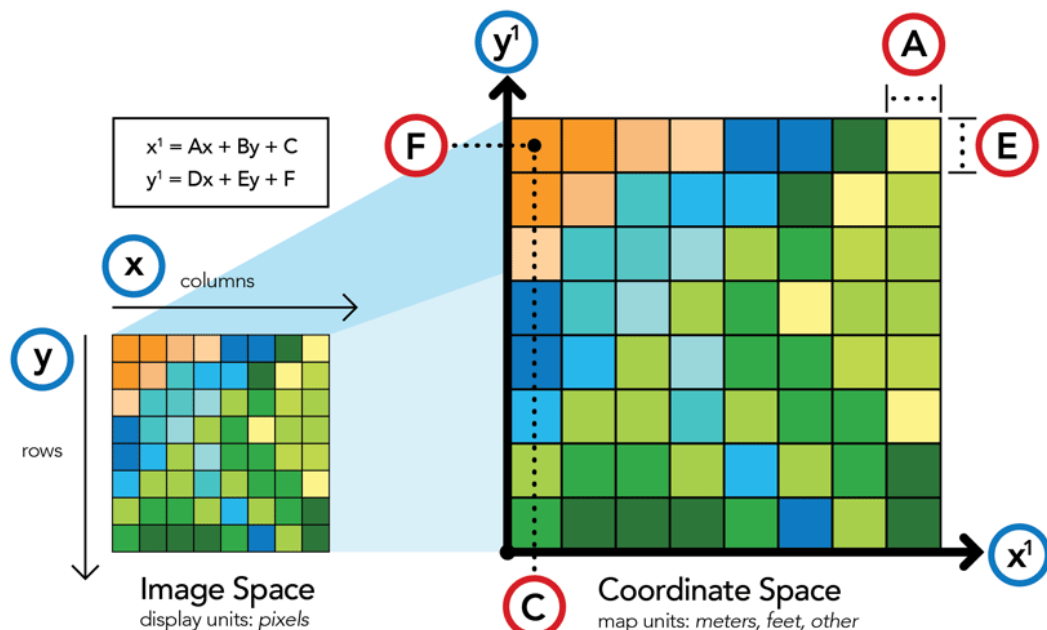 y¹
A
x¹ = Ax + By + C
y¹ = Dx + Ey + F
F
E
x
columns
y
rows
x¹
C
Image Space
display units: pixels
Coordinate Space
map units: meters, feet, other